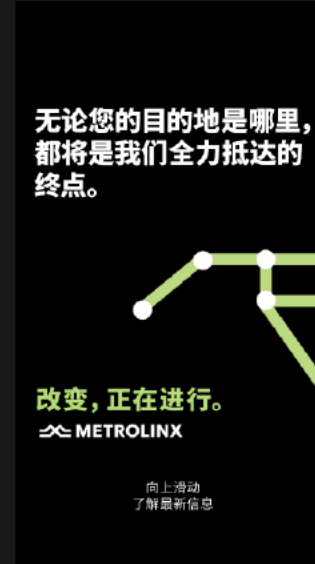 无论您的目的地是哪里，
都将是我们全力抵达的
终点。
改变，正在进行。
METROLINX
向上滑动
了解最新信息